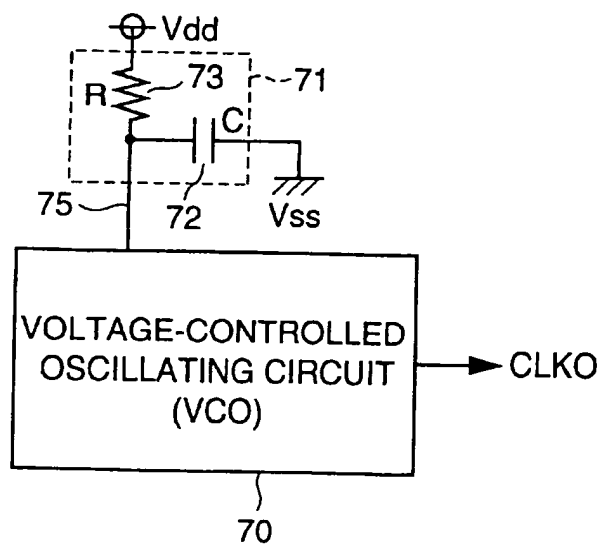 Vdd
73
71
R
C
75
72
Vss
VOLTAGE-CONTROLLED
OSCILLATING CIRCUIT
(VCO)
CLKO
70